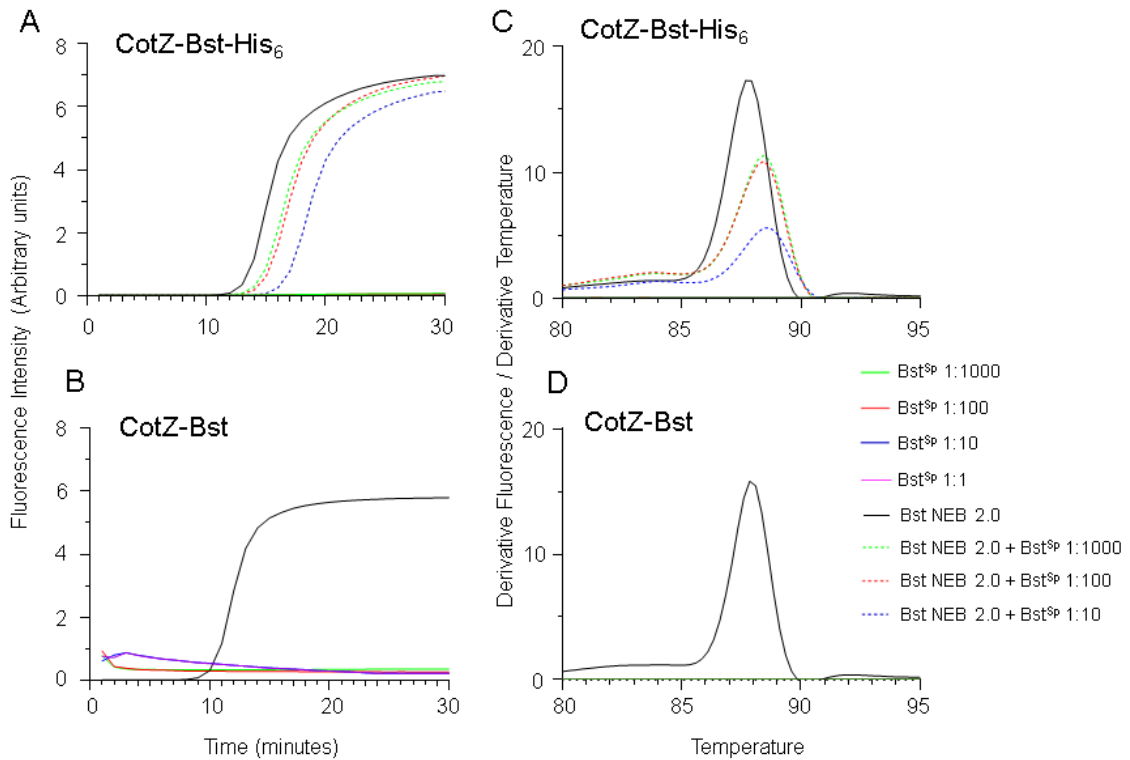 A
CotZ-Bst-His₆
8
6
4
2
0
0 10 20 30
B
CotZ-Bst
8
6
4
2
0
0 10 20 30
Fluorescence Intensity (Arbitrary units)
Time (minutes)
C
CotZ-Bst-His₆
20
10
0
80 85 90 95
D
CotZ-Bst
20
10
0
80 85 90 95
Derivative Fluorescence / Derivative Temperature
Temperature
Bstˢᵖ 1:1000
Bstˢᵖ 1:100
Bstˢᵖ 1:10
Bstˢᵖ 1:1
Bst NEB 2.0
Bst NEB 2.0 + Bstˢᵖ 1:1000
Bst NEB 2.0 + Bstˢᵖ 1:100
Bst NEB 2.0 + Bstˢᵖ 1:10